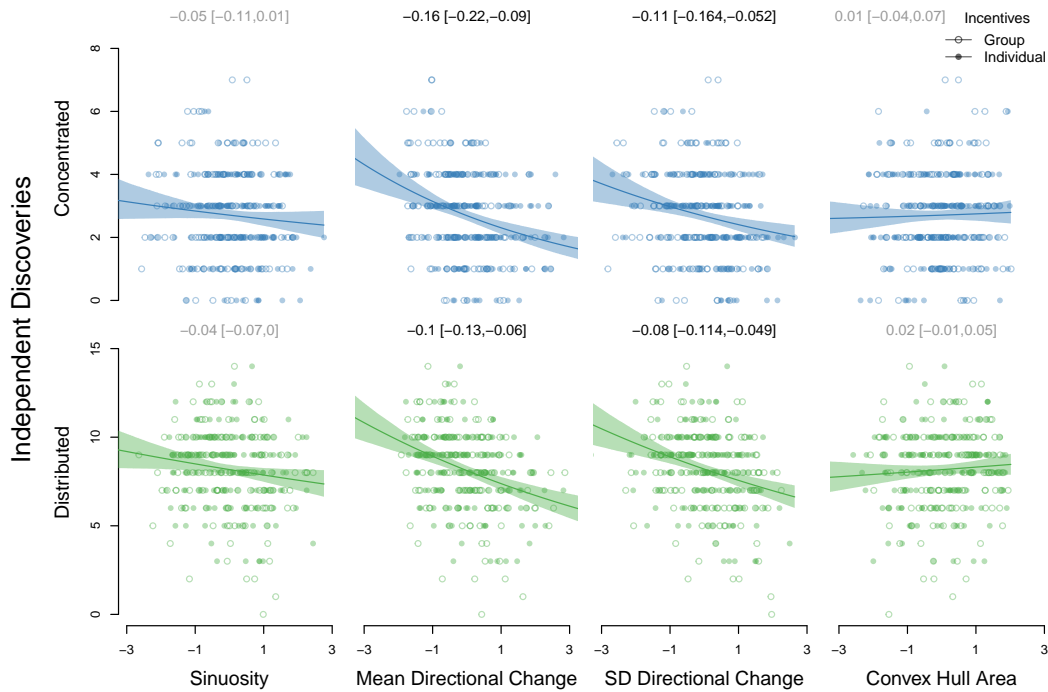 −0.05 [−0.11,0.01]
−0.16 [−0.22,−0.09]
−0.11 [−0.164,−0.052]
0.01 [−0.04,0.07]
Incentives
Group
Individual
Independent Discoveries
Concentrated
8
6
4
2
0
−0.04 [−0.07,0]
−0.1 [−0.13,−0.06]
−0.08 [−0.114,−0.049]
0.02 [−0.01,0.05]
Distributed
15
10
5
0
−3 −1 1 3
−3 −1 1 3
−3 −1 1 3
−3 −1 1 3
Sinuosity
Mean Directional Change
SD Directional Change
Convex Hull Area